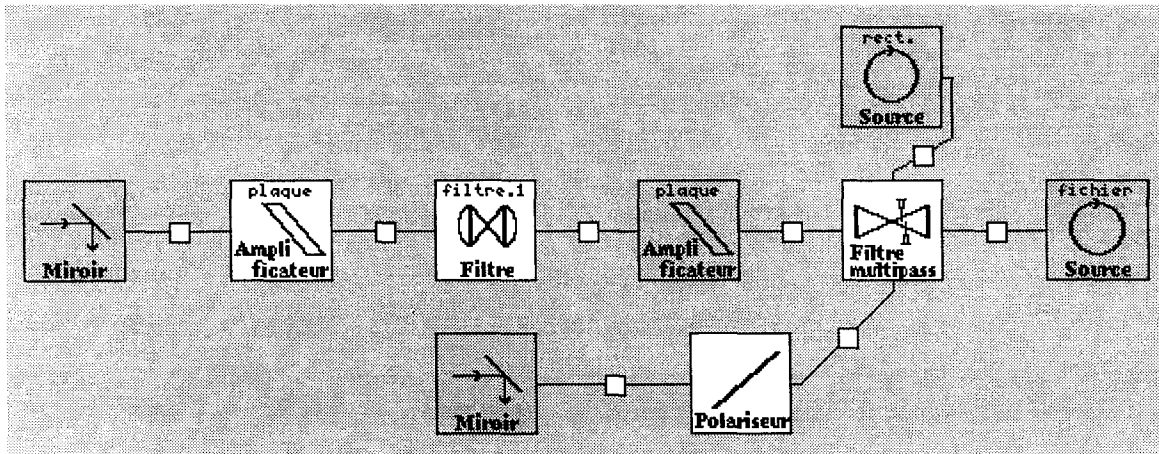 rect.
Source
Miroir
plaque
Ampli
ficateur
filtre.1
Filtre
plaque
Ampli
ficateur
Filtre
multipass
fichier
Source
Miroir
Polariseur